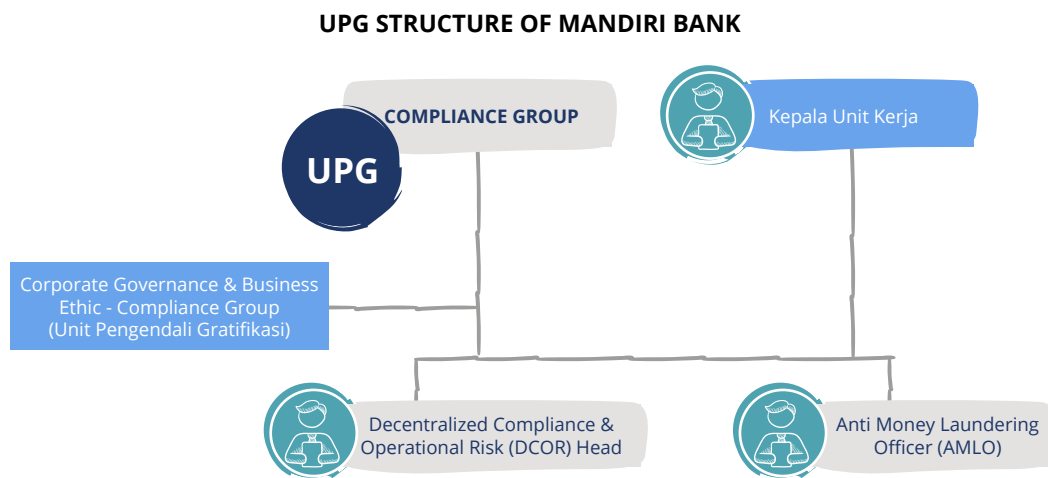 UPG STRUCTURE OF MANDIRI BANK
COMPLIANCE GROUP
UPG
Kepala Unit Kerja
Corporate Governance & Business
Ethic - Compliance Group
(Unit Pengendali Gratifikasi)
Decentralized Compliance &
Operational Risk (DCOR) Head
Anti Money Laundering
Officer (AMLO)